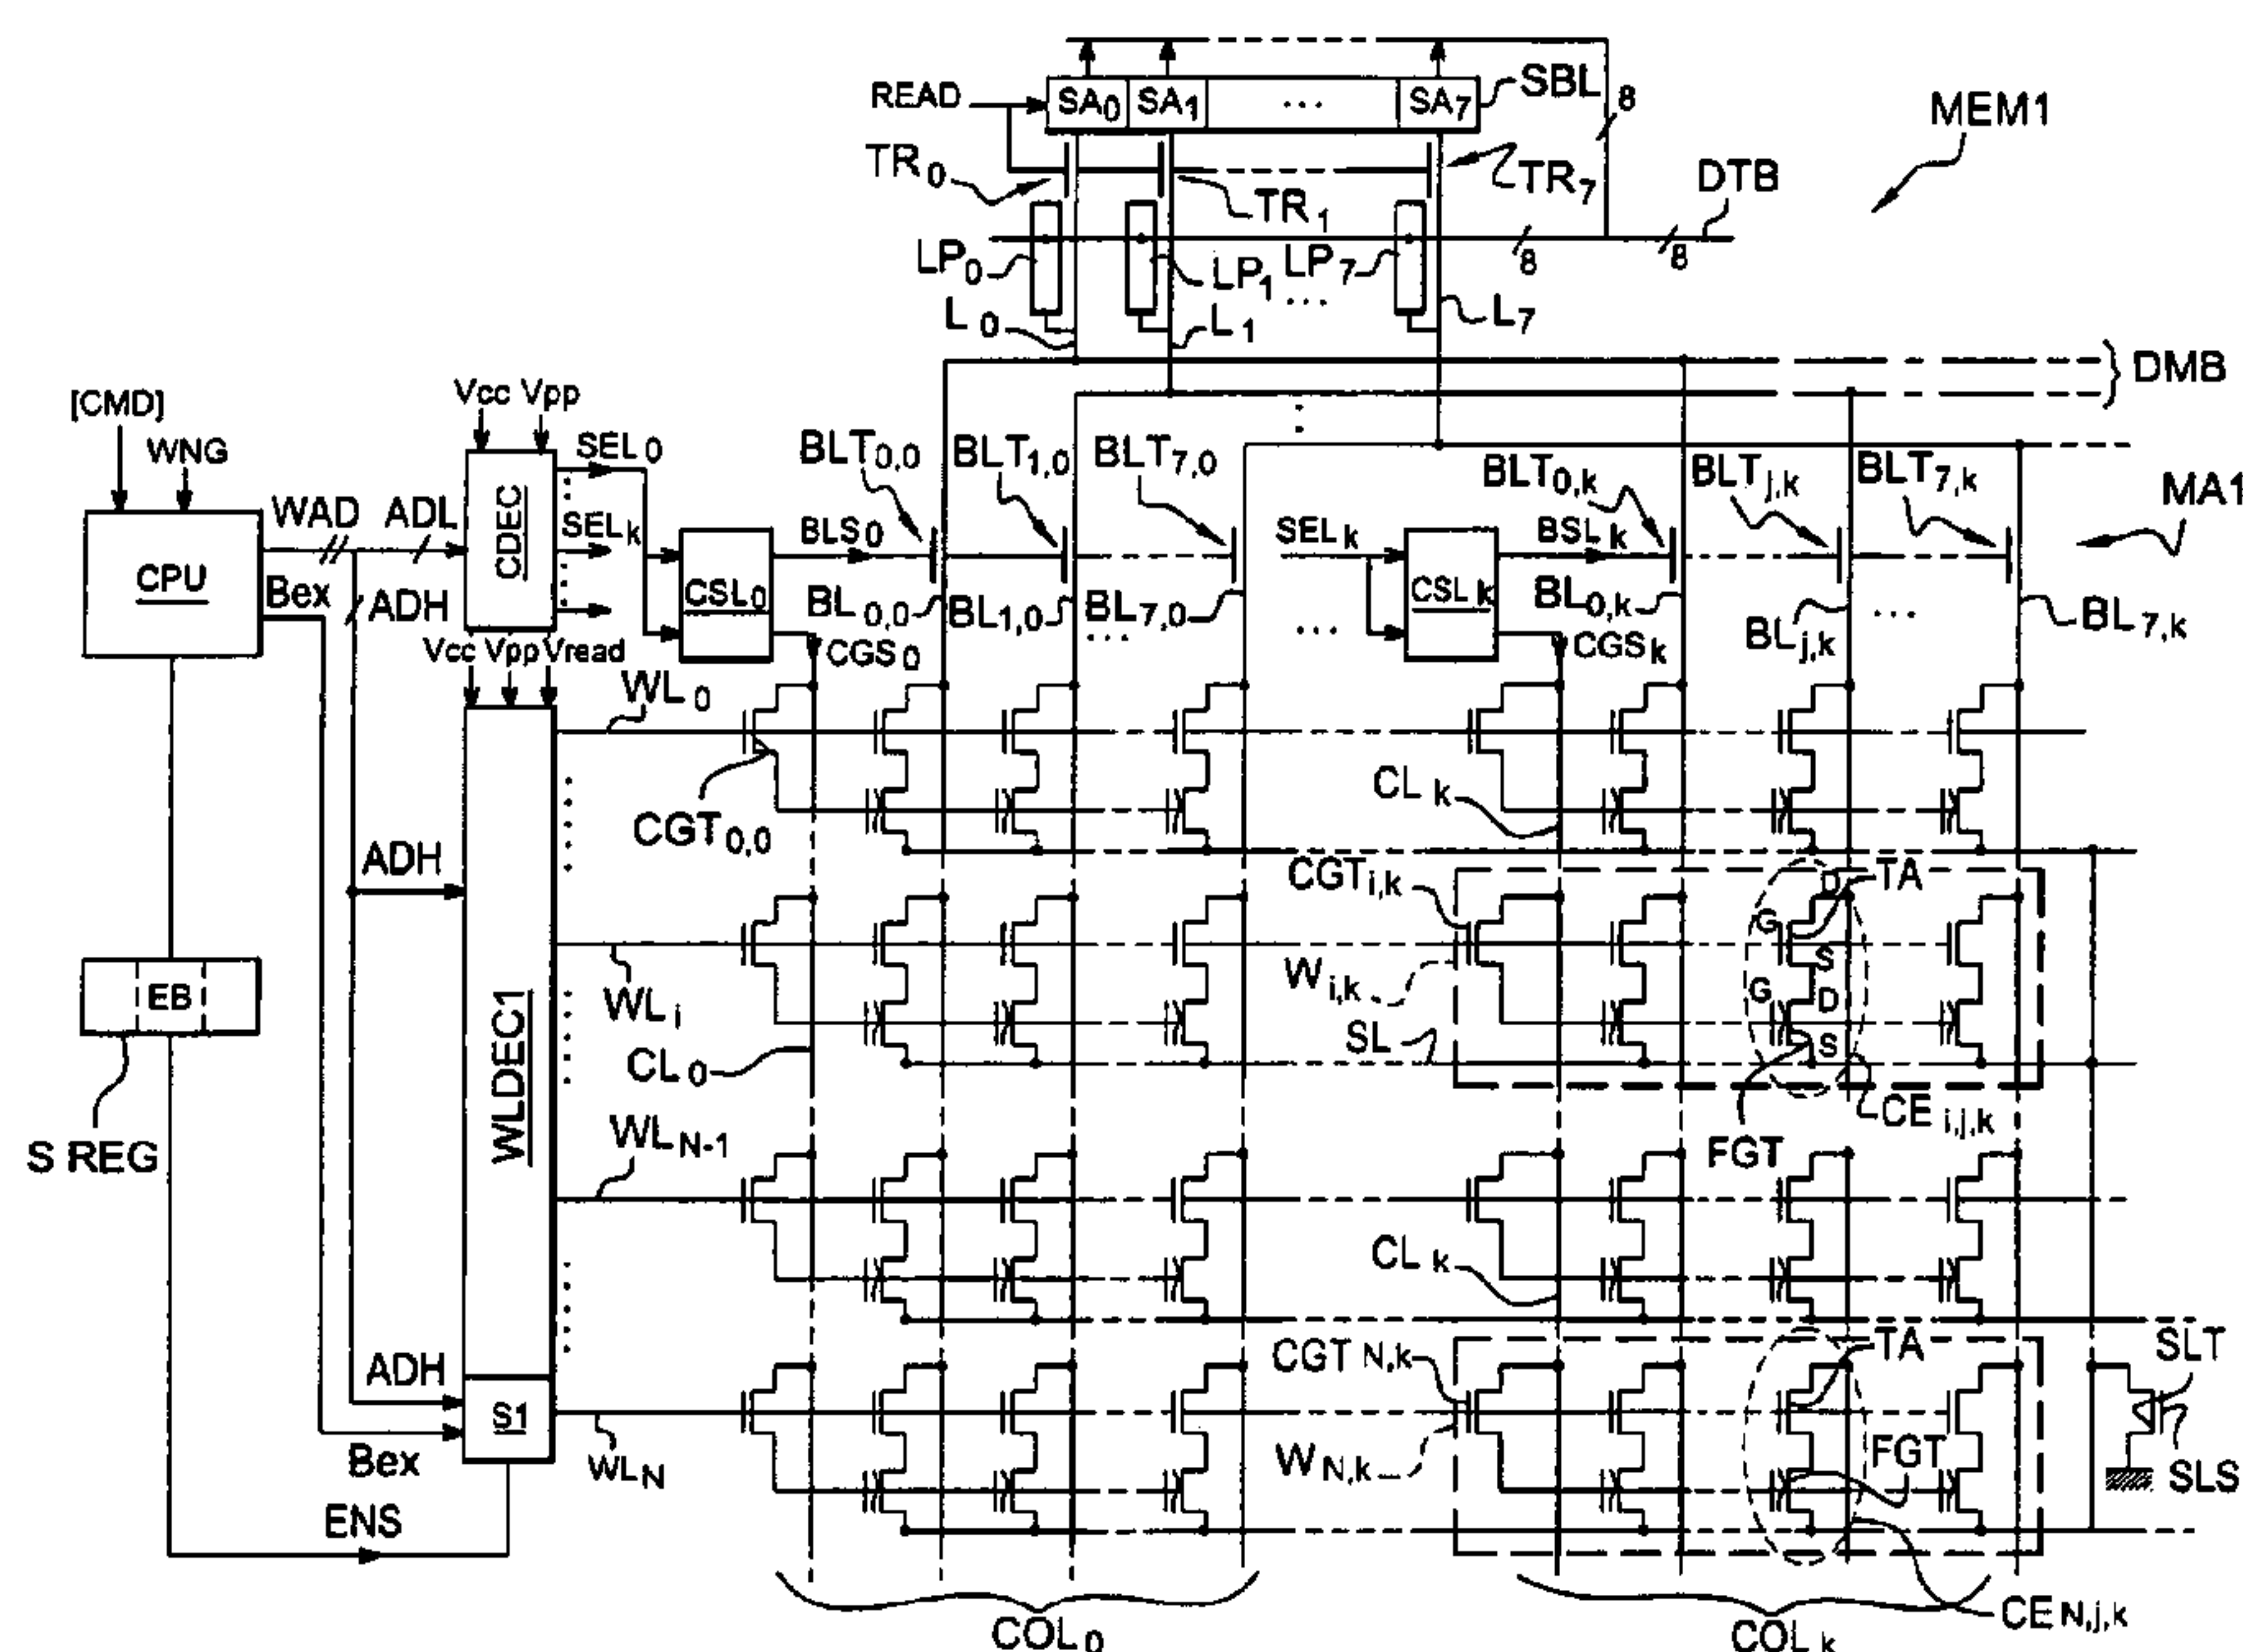 READ SA0 SA1 ... SA7 SBL 8 MEM1
TR0 TR1 TR7 DTB
LP0 LP1 LP7 ... 8 8
L0 L1 L7
DMB
[CMD] WNG
Vcc Vpp
SEL0
SELk
BLT0,0 BLT1,0 BLT7,0 BLT0,k BLTj,k BLT7,k MA1
WAD ADL CDEC
CPU
Bex ADH
BLS0 SELk BSLk
CSL0 CSLk
BL0,0 BL1,0 BL7,0 BL0,k BLj,k BL7,k
... ... ...
CGS0 CGSk
Vcc Vpp Vread
WL0
CGT0,0 CLk
ADH
CGTi,k D TA
G S
Wi,k G D
WLi SL S
CL0
EB
WLDEC1
S REG
WLN-1 FGT CEi,j,k
CLk
ADH
CGT N,k TA SLT
S1
Bex WLN WN,k FGT SLS
ENS
COL0 COLk CEN,j,k